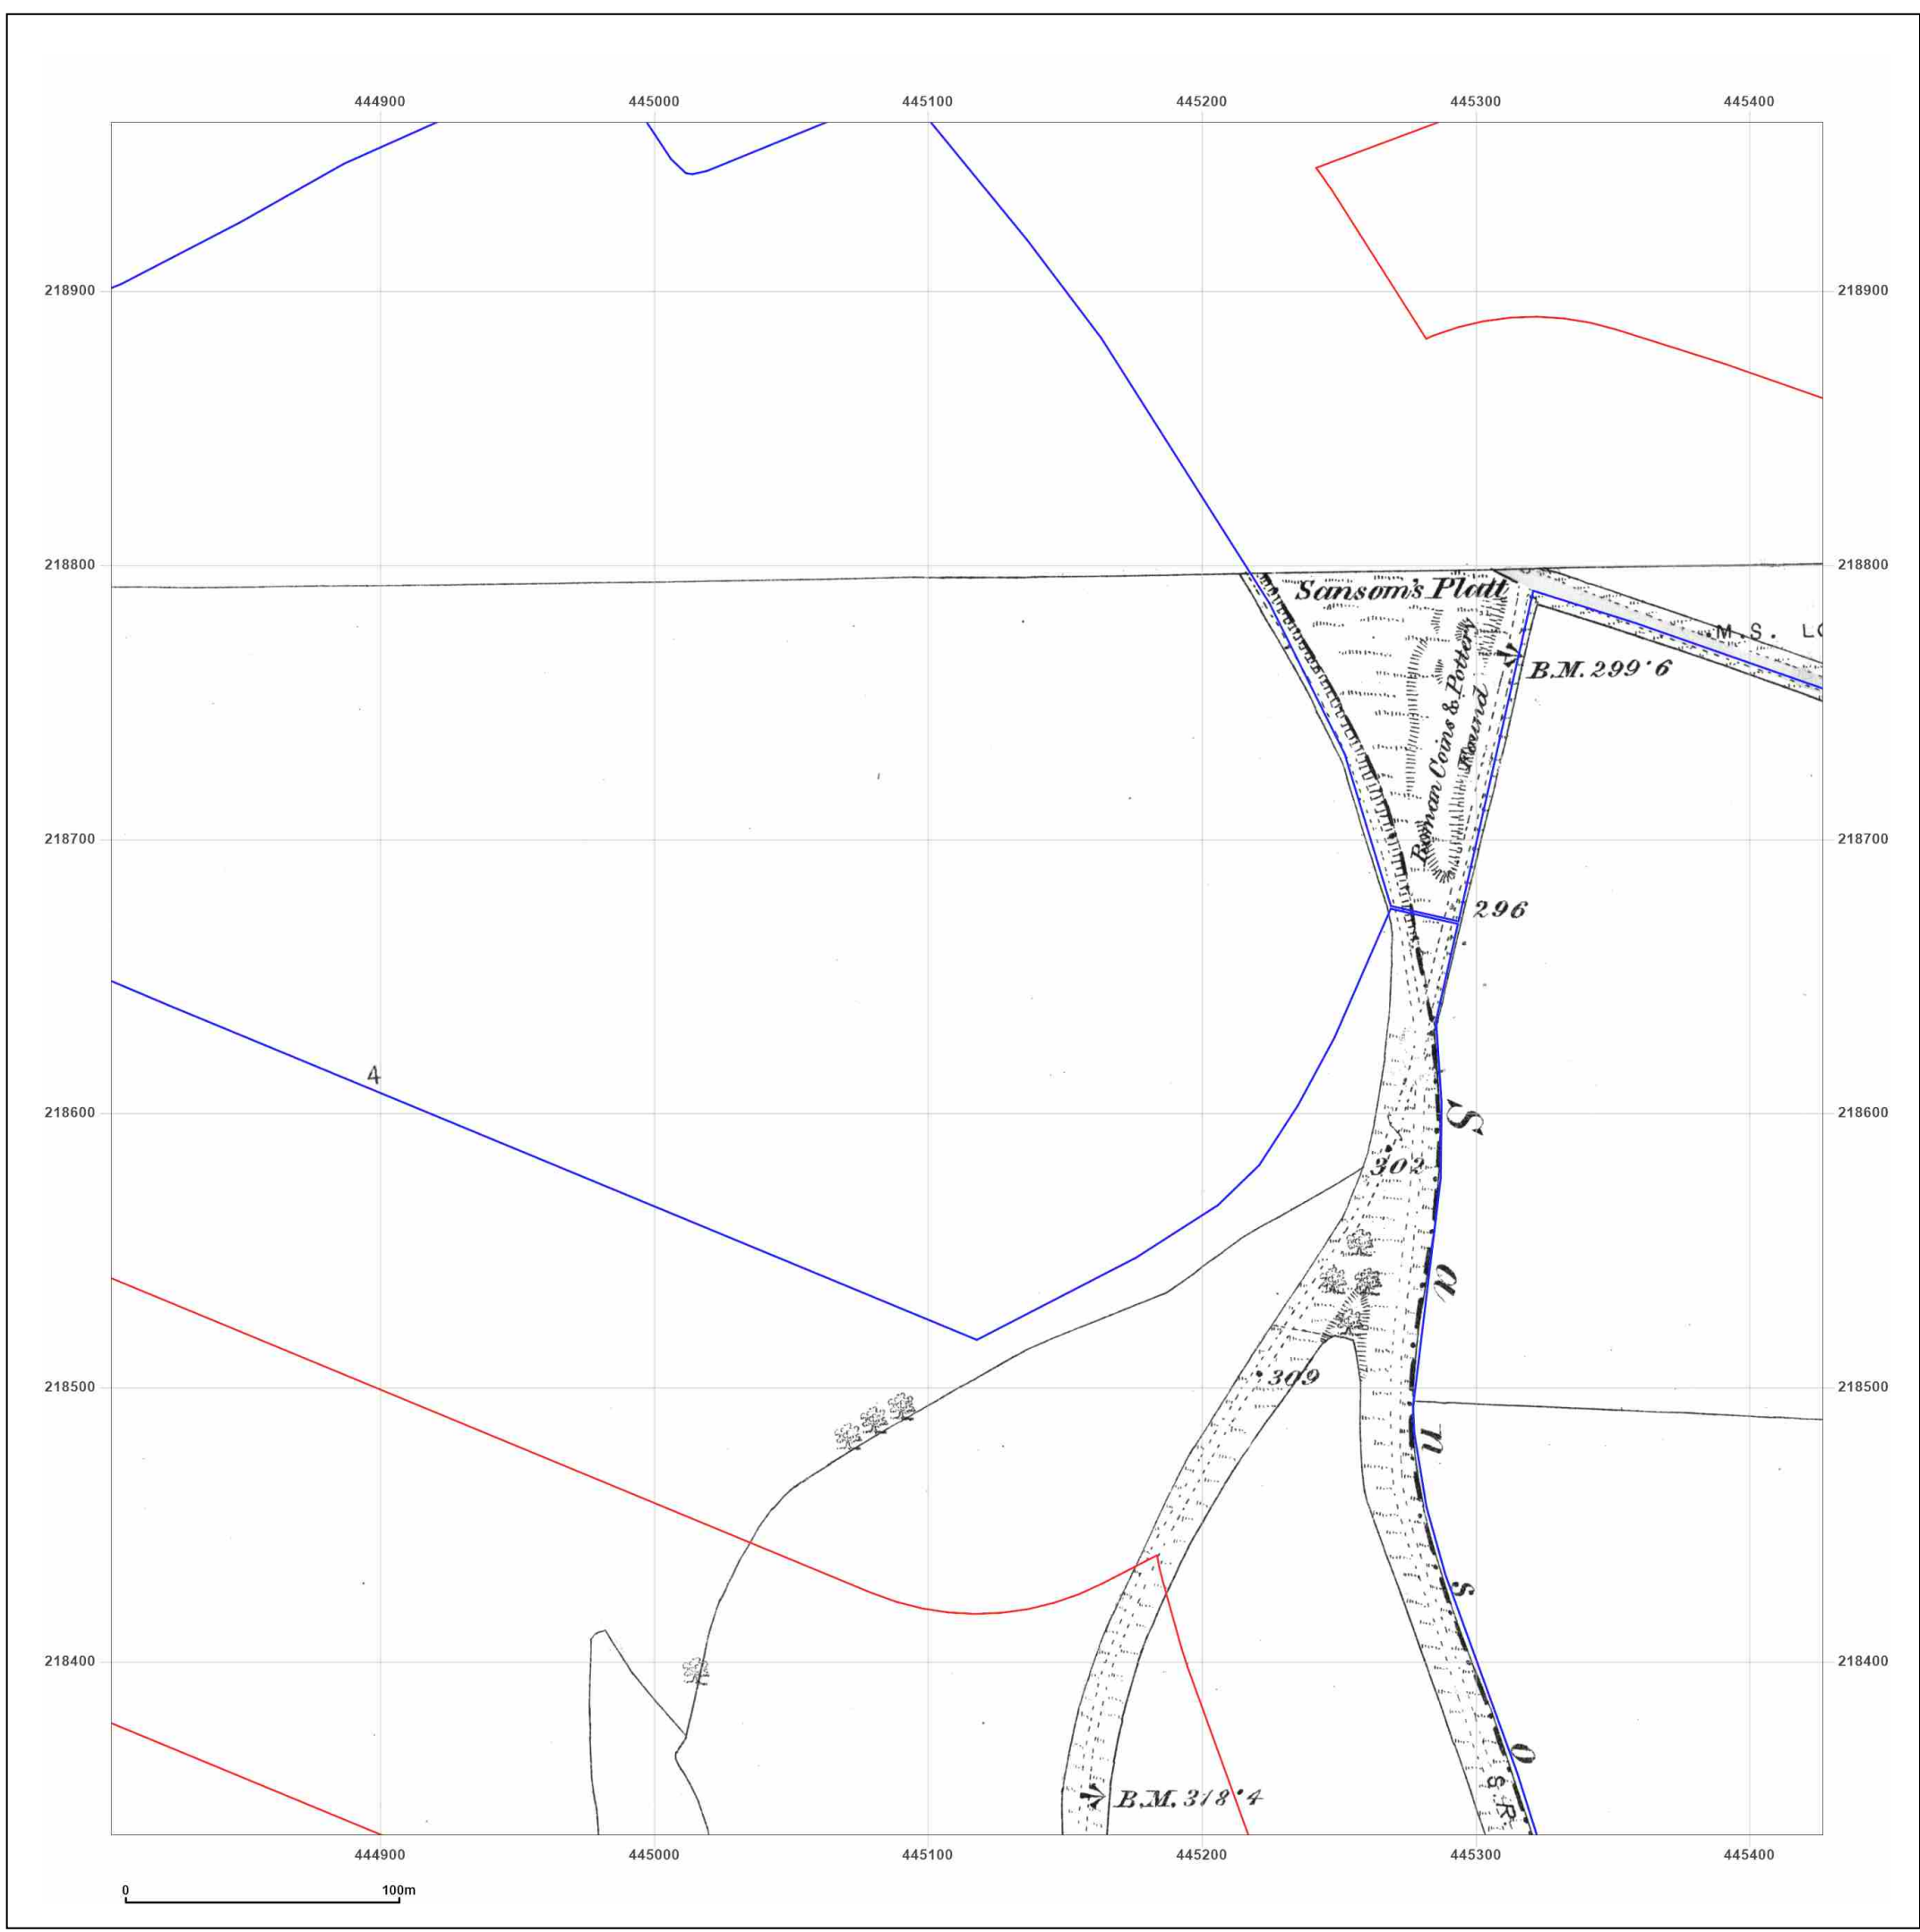 444900 445000 445100 445200 445300 445400
218900 218900
218800 218800
Sansom's Platt
M.S. LO
B.M. 299·6
Roman Coins & Pottery
Found
218700 218700
296
4
218600 218600
S
302
d
309
218500 218500
n
s
218400 218400
o
S.R.
B.M. 318·4
444900 445000 445100 445200 445300 445400
0 100m